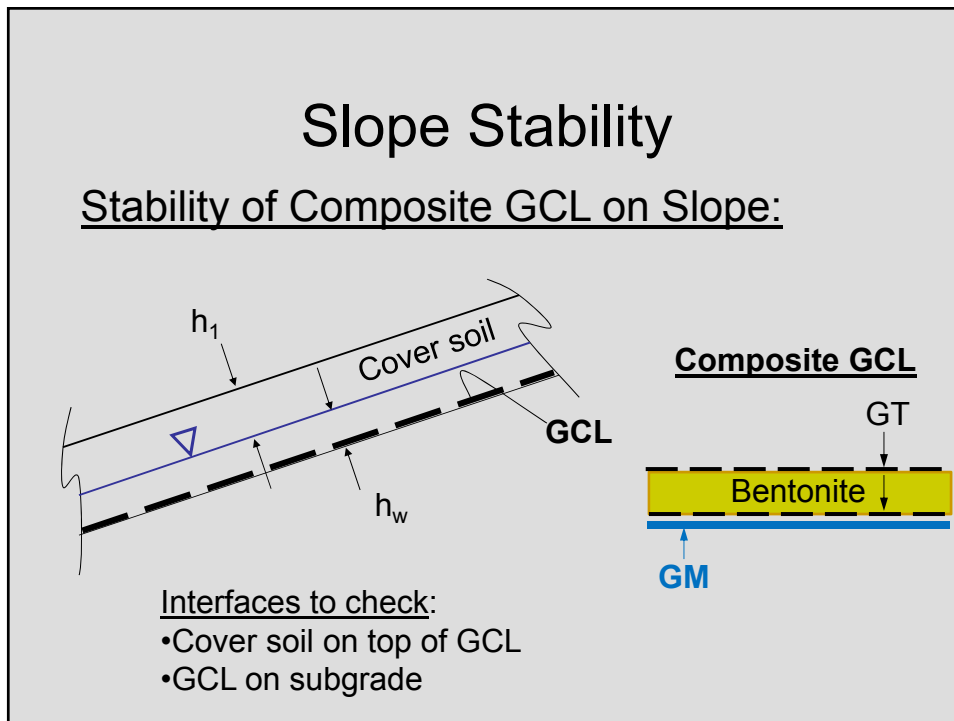 Slope Stability
Stability of Composite GCL on Slope:
h₁
Cover soil
GCL
h_w
Composite GCL
GT
Bentonite
GM
Interfaces to check:
•Cover soil on top of GCL
•GCL on subgrade